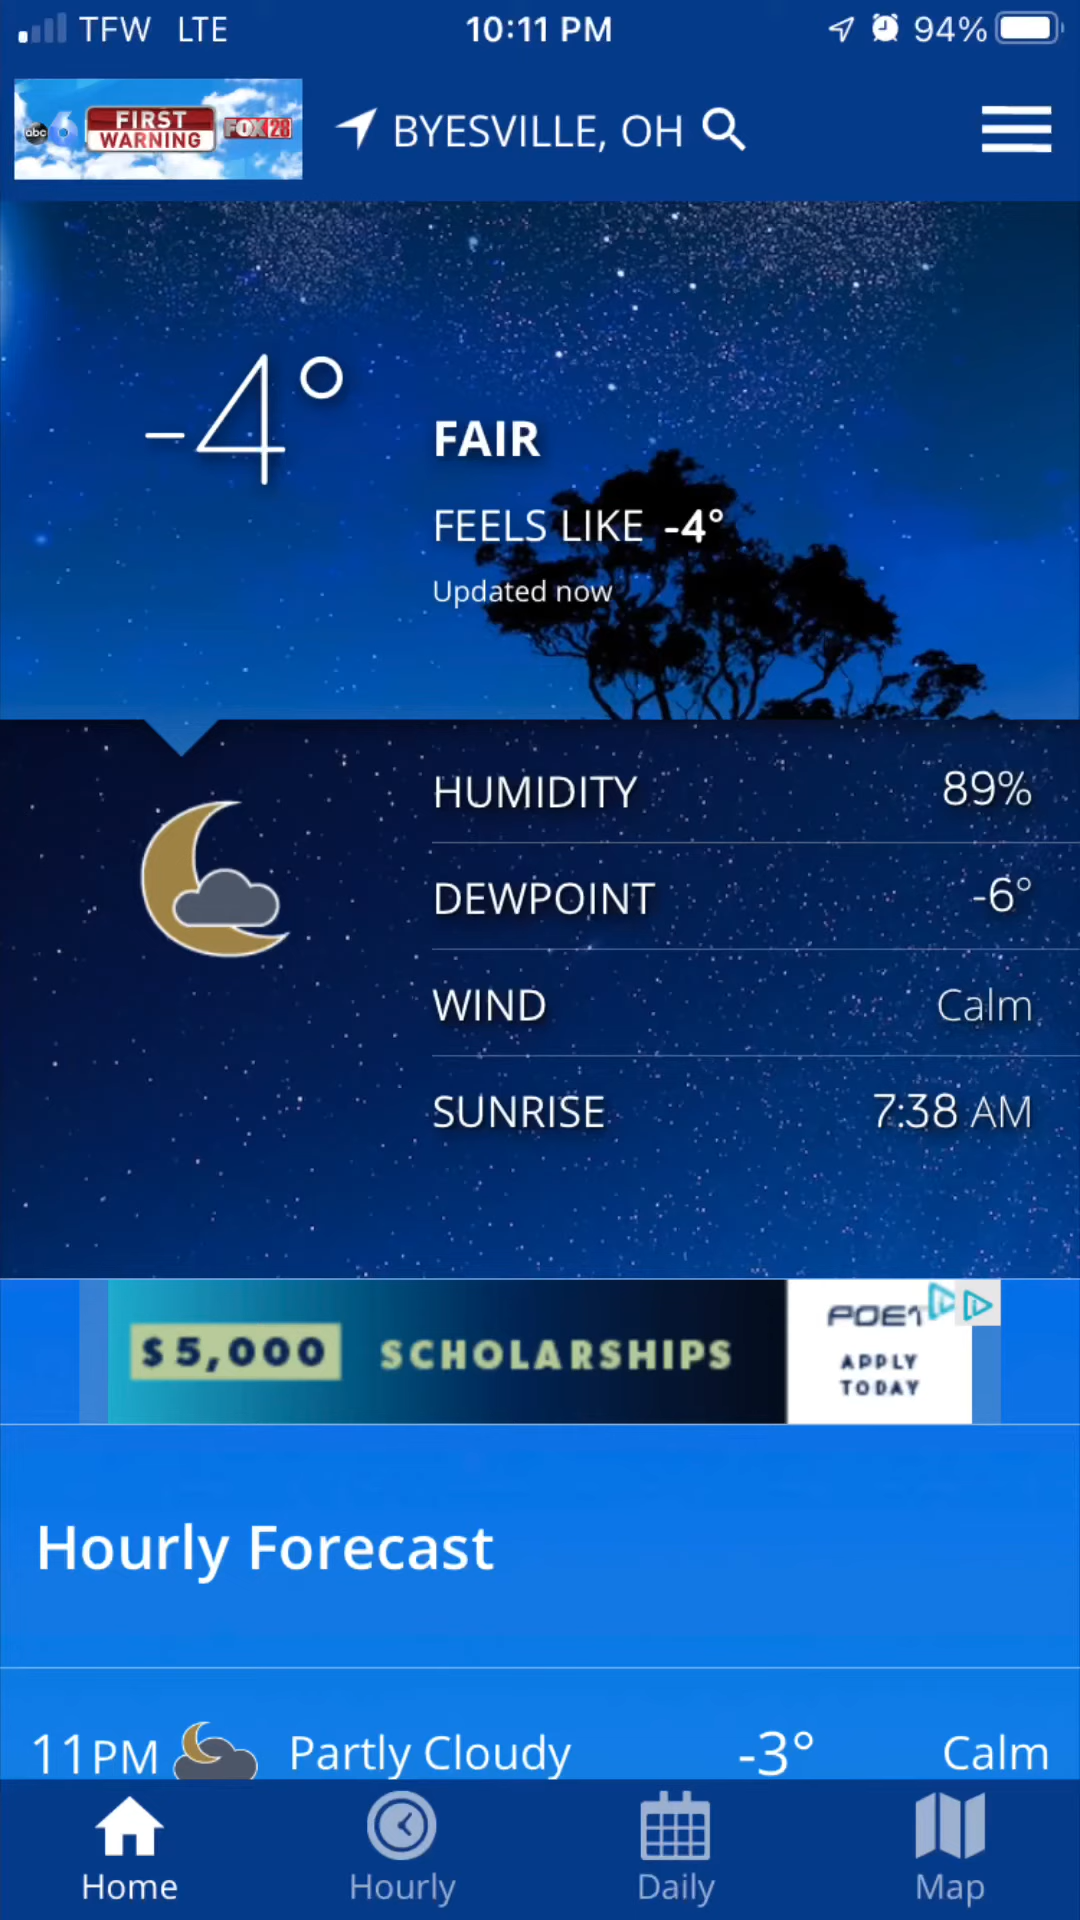 TFW LTE 10:11 PM 94%
abc 6 FIRST WARNING FOX 28
BYESVILLE, OH
-4°
FAIR
FEELS LIKE -4°
Updated now
HUMIDITY 89%
DEWPOINT -6°
WIND Calm
SUNRISE 7:38 AM
$5,000 SCHOLARSHIPS
APPLY
TODAY
Hourly Forecast
11PM Partly Cloudy -3° Calm
Home Hourly Daily Map